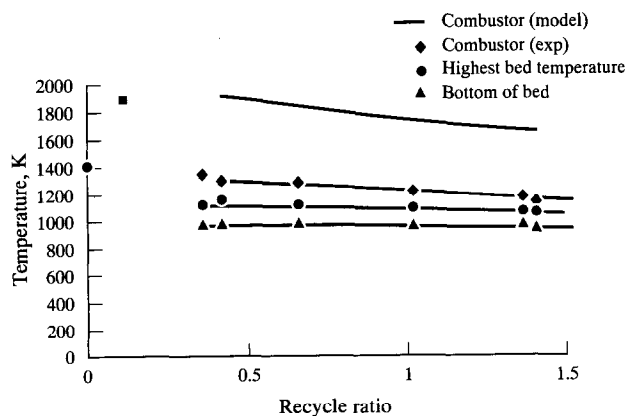 Combustor (model)
Combustor (exp)
Highest bed temperature
Bottom of bed
Temperature, K
2000
1800
1600
1400
1200
1000
800
600
400
200
0
0
0.5
1
1.5
Recycle ratio